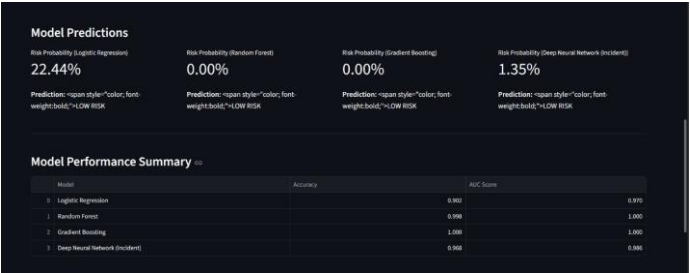 Model Predictions
Risk Probability (Logistic Regression)
22.44%
Prediction: <span style="color; font-
weight:bold;">LOW RISK
Risk Probability (Random Forest)
0.00%
Prediction: <span style="color; font-
weight:bold;">LOW RISK
Risk Probability (Gradient Boosting)
0.00%
Prediction: <span style="color; font-
weight:bold;">LOW RISK
Risk Probability (Deep Neural Network (Incident))
1.35%
Prediction: <span style="color; font-
weight:bold;">LOW RISK
Model Performance Summary
Model Accuracy AUC Score
0 Logistic Regression 0.902 0.970
1 Random Forest 0.998 1.000
2 Gradient Boosting 1.000 1.000
3 Deep Neural Network (Incident) 0.968 0.986